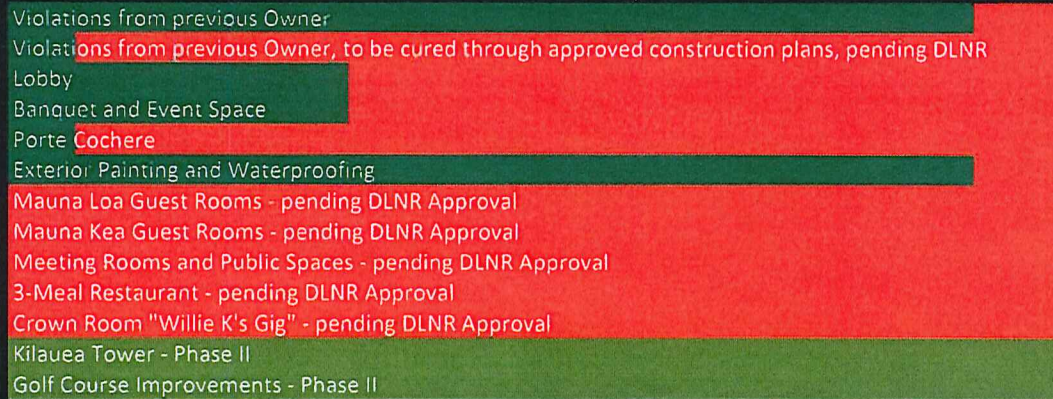 Violations from previous Owner
Violations from previous Owner, to be cured through approved construction plans, pending DLNR
Lobby
Banquet and Event Space
Porte Cochere
Exterior Painting and Waterproofing
Mauna Loa Guest Rooms - pending DLNR Approval
Mauna Kea Guest Rooms - pending DLNR Approval
Meeting Rooms and Public Spaces - pending DLNR Approval
3-Meal Restaurant - pending DLNR Approval
Crown Room "Willie K's Gig" - pending DLNR Approval
Kilauea Tower - Phase II
Golf Course Improvements - Phase II